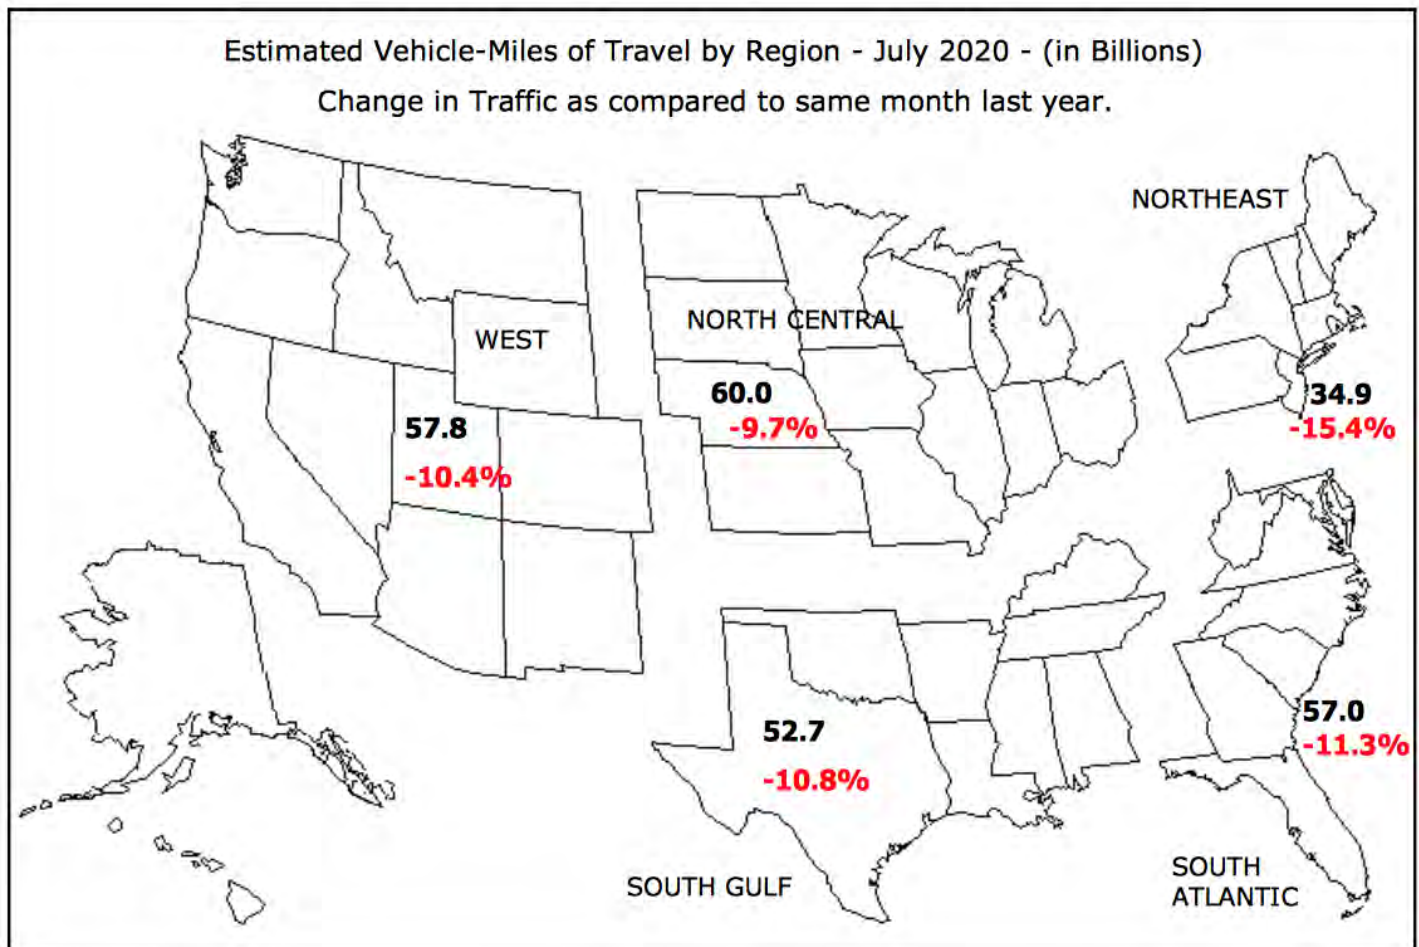 Estimated Vehicle-Miles of Travel by Region - July 2020 - (in Billions)
Change in Traffic as compared to same month last year.
NORTHEAST
NORTH CENTRAL
WEST
60.0
-9.7%
34.9
-15.4%
57.8
-10.4%
52.7
-10.8%
57.0
-11.3%
SOUTH GULF
SOUTH
ATLANTIC